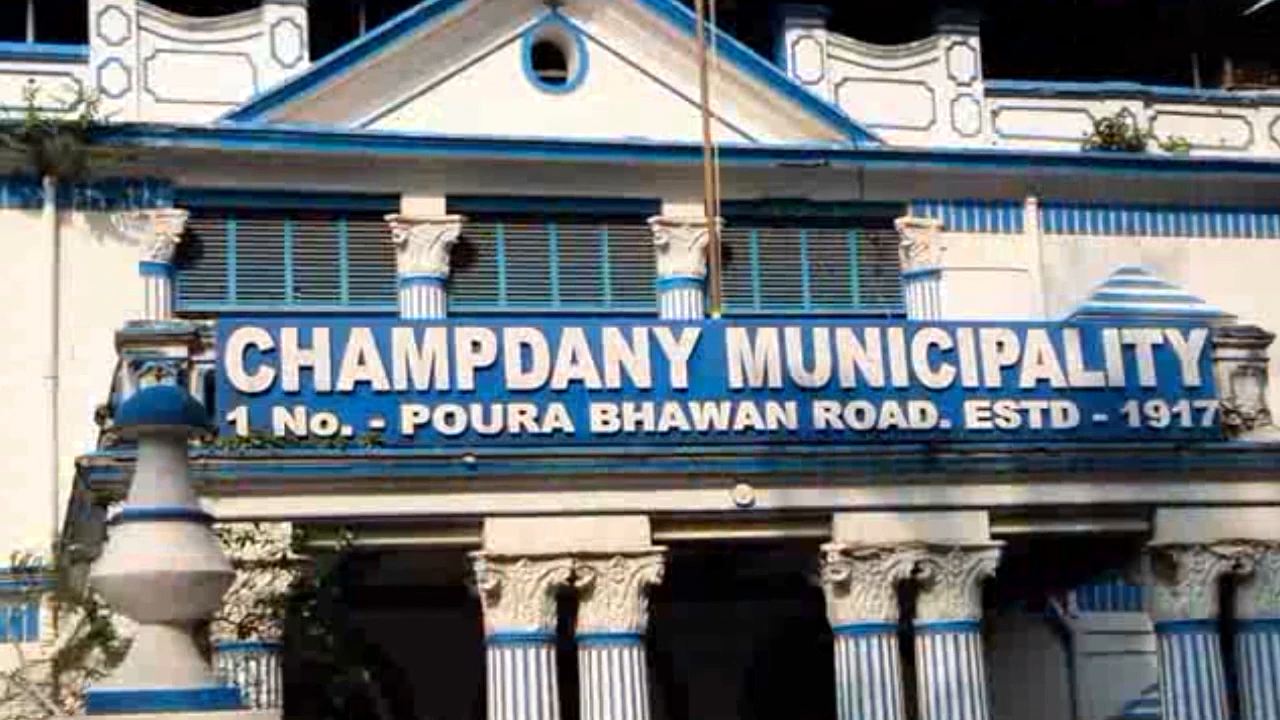 CHAMPDANY MUNICIPALITY
1 No. - POURA BHAWAN ROAD. ESTD - 1917